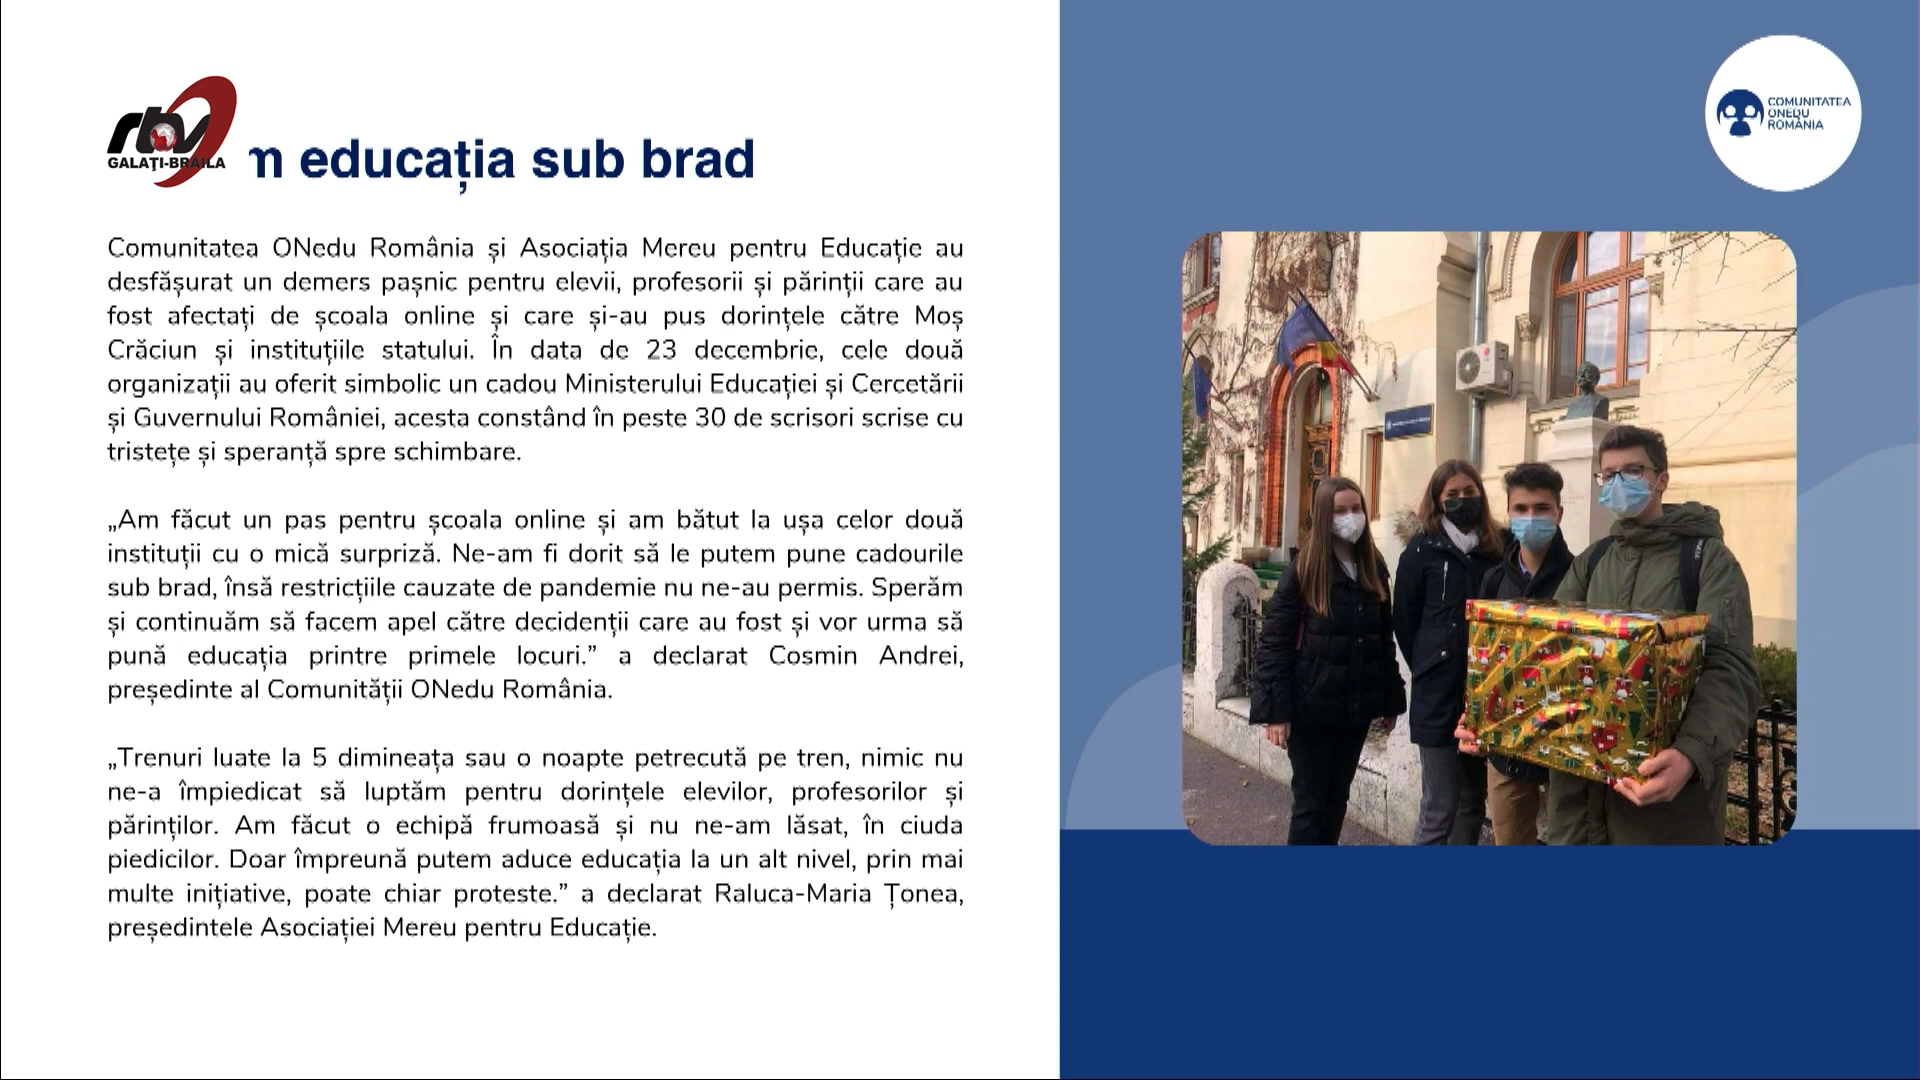 rtv
GALAȚI-BRĂILA
m educația sub brad
COMUNITATEA
ONEDU
ROMÂNIA
Comunitatea ONedu România și Asociația Mereu pentru Educație au
desfășurat un demers pașnic pentru elevii, profesorii și părinții care au
fost afectați de școala online și care și-au pus dorințele către Moș
Crăciun și instituțiile statului. În data de 23 decembrie, cele două
organizații au oferit simbolic un cadou Ministerului Educației și Cercetării
și Guvernului României, acesta constând în peste 30 de scrisori scrise cu
tristețe și speranță spre schimbare.
„Am făcut un pas pentru școala online și am bătut la ușa celor două
instituții cu o mică surpriză. Ne-am fi dorit să le putem pune cadourile
sub brad, însă restricțiile cauzate de pandemie nu ne-au permis. Sperăm
și continuăm să facem apel către decidenții care au fost și vor urma să
pună educația printre primele locuri.” a declarat Cosmin Andrei,
președinte al Comunității ONedu România.
„Trenuri luate la 5 dimineața sau o noapte petrecută pe tren, nimic nu
ne-a împiedicat să luptăm pentru dorințele elevilor, profesorilor și
părinților. Am făcut o echipă frumoasă și nu ne-am lăsat, în ciuda
piedicilor. Doar împreună putem aduce educația la un alt nivel, prin mai
multe inițiative, poate chiar proteste.” a declarat Raluca-Maria Țonea,
președintele Asociației Mereu pentru Educație.